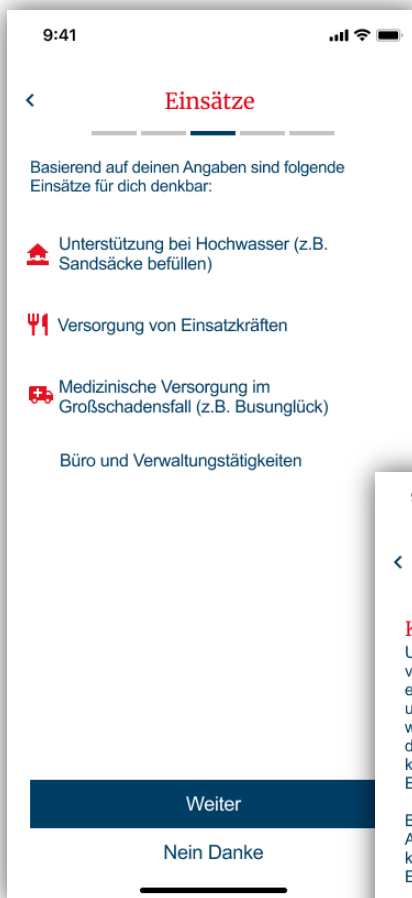 9:41
Einsätze
Basierend auf deinen Angaben sind folgende
Einsätze für dich denkbar:
Unterstützung bei Hochwasser (z.B.
Sandsäcke befüllen)
Versorgung von Einsatzkräften
Medizinische Versorgung im
Großschadensfall (z.B. Busunglück)
Büro und Verwaltungstätigkeiten
Weiter
Nein Danke